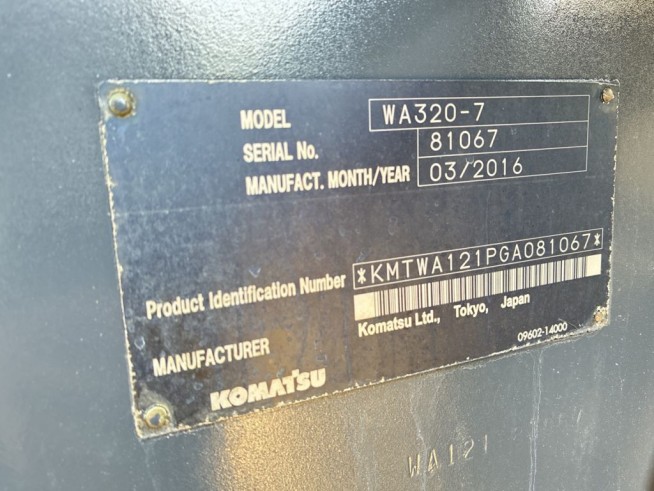 MODEL WA320-7
SERIAL No. 81067
MANUFACT. MONTH/YEAR 03/2016
Product Identification Number *KMTWA121PGA081067*
MANUFACTURER Komatsu Ltd., Tokyo, Japan
09602-14000
KOMATSU
WA121